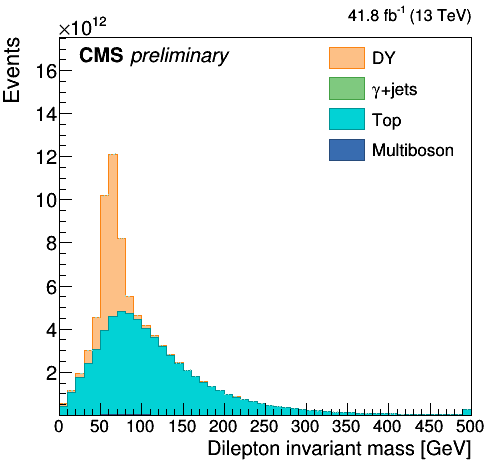 41.8 fb⁻¹ (13 TeV)
×10¹²
CMS preliminary
Events
DY
γ+jets
Top
Multiboson
16
14
12
10
8
6
4
2
0 50 100 150 200 250 300 350 400 450 500
Dilepton invariant mass [GeV]